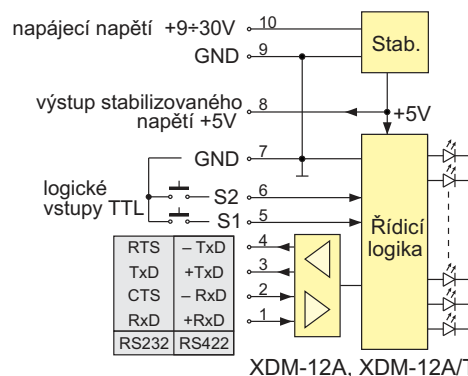 napájecí napětí +9÷30V 10
GND 9
Stab.
výstup stabilizovaného
napětí +5V
8
+5V
GND 7
logické
vstupy TTL
S2 6
S1 5
Řídicí
logika
RTS – TxD 4
TxD +TxD 3
CTS – RxD 2
RxD +RxD 1
RS232 RS422
XDM-12A, XDM-12A/T